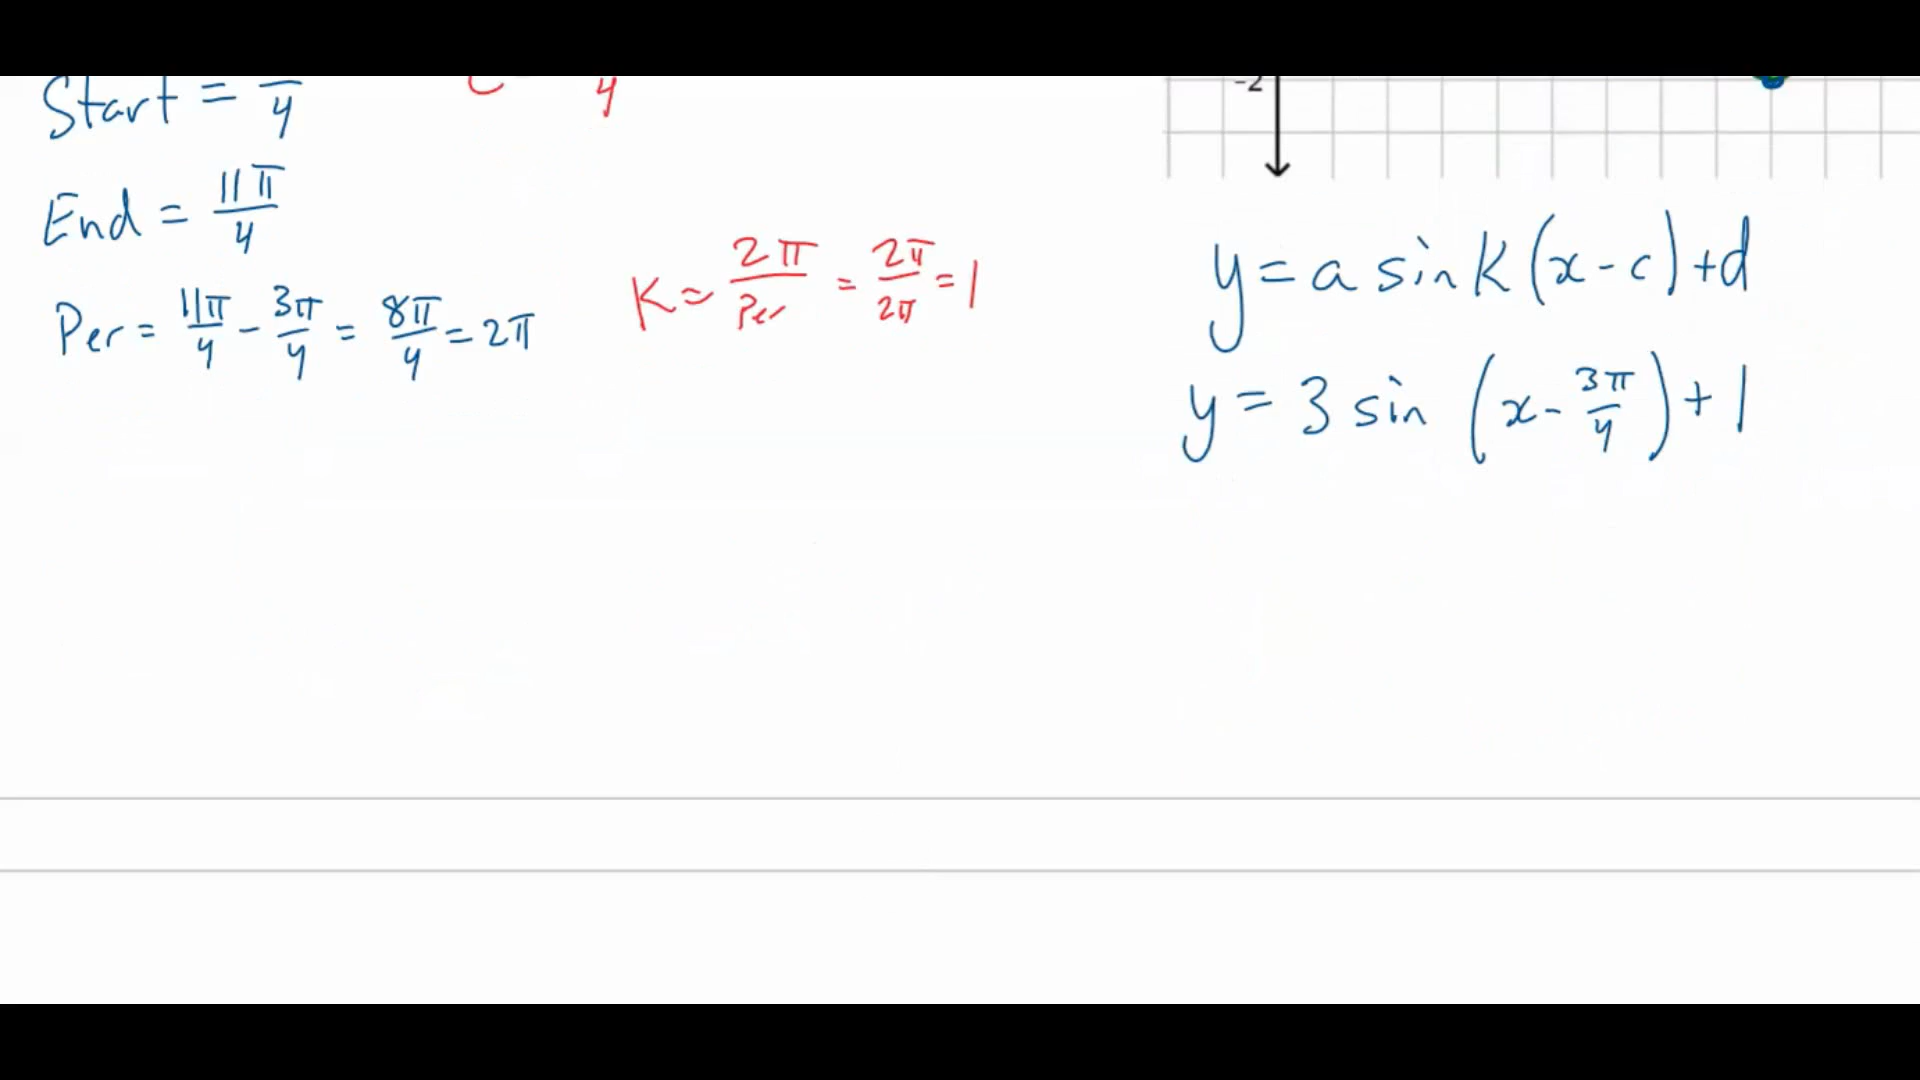 Start = — 4
c 4
-2
End = 11π/4
K = 2π/Per = 2π/2π = 1
y = a sin K (x - c) + d
Per = 11π/4 - 3π/4 = 8π/4 = 2π
y = 3 sin (x - 3π/4) + 1